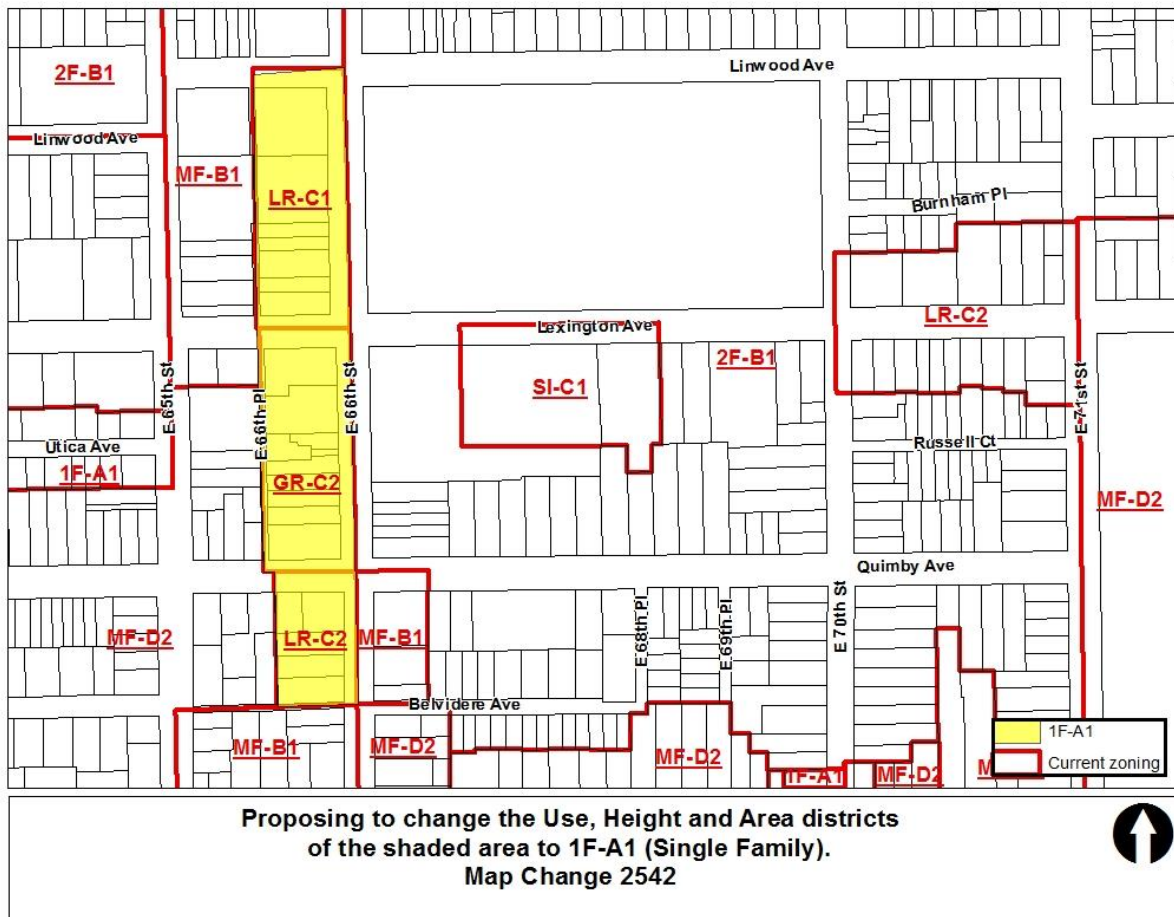 Linwood Ave
2F-B1
Linwood Ave
MF-B1
LR-C1
Burnham Pl
LR-C2
Lexington Ave
2F-B1
SI-C1
E 65th St
E 66th Pl
E 66th St
E 71st St
Utica Ave
1F-A1
Russell Ct
GR-C2
MF-D2
Quimby Ave
E 68th Pl
E 69th Pl
E 70th St
MF-D2
LR-C2
MF-B1
Belvidere Ave
MF-B1
MF-D2
MF-D2
1F-A1
MF-D2
1F-A1
Current zoning
Proposing to change the Use, Height and Area districts
of the shaded area to 1F-A1 (Single Family).
Map Change 2542